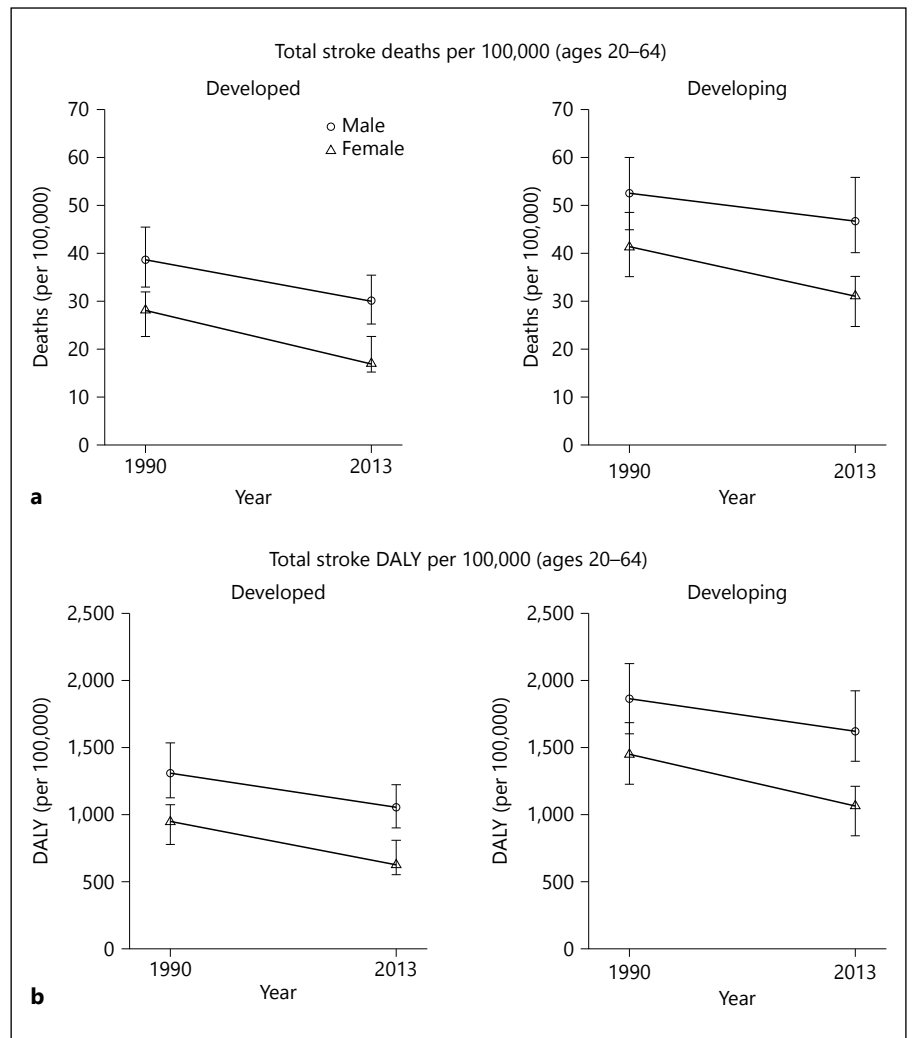 Total stroke deaths per 100,000 (ages 20–64)
Developed
70
60
50
40
30
20
10
0
Deaths (per 100,000)
Male
Female
1990
2013
Year
Developing
70
60
50
40
30
20
10
0
Deaths (per 100,000)
1990
2013
Year
a
Total stroke DALY per 100,000 (ages 20–64)
Developed
2,500
2,000
1,500
1,000
500
0
DALY (per 100,000)
1990
2013
Year
Developing
2,500
2,000
1,500
1,000
500
0
DALY (per 100,000)
1990
2013
Year
b